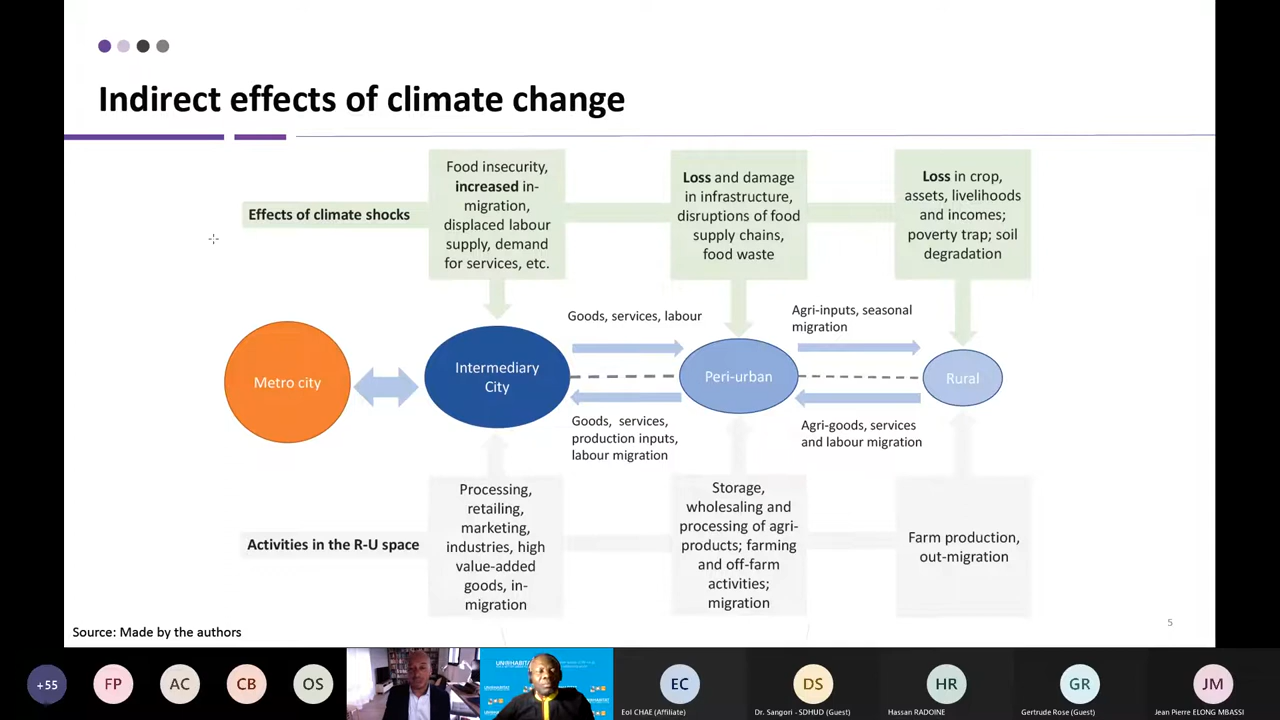 Indirect effects of climate change
Effects of climate shocks
Food insecurity,
increased in-
migration,
displaced labour
supply, demand
for services, etc.
Loss and damage
in infrastructure,
disruptions of food
supply chains,
food waste
Loss in crop,
assets, livelihoods
and incomes;
poverty trap; soil
degradation
Goods, services, labour
Agri-inputs, seasonal
migration
Metro city
Intermediary
City
Peri-urban
Rural
Goods, services,
production inputs,
labour migration
Agri-goods, services
and labour migration
Activities in the R-U space
Processing,
retailing,
marketing,
industries, high
value-added
goods, in-
migration
Storage,
wholesaling and
processing of agri-
products; farming
and off-farm
activities;
migration
Farm production,
out-migration
Source: Made by the authors
5
+55
FP
AC
CB
OS
UN HABITAT
EC
Eol CHAE (Affiliate)
DS
Dr. Sangori - SDHUD (Guest)
HR
Hassan RADOINE
GR
Gertrude Rose (Guest)
JM
Jean Pierre ELONG MBASSI